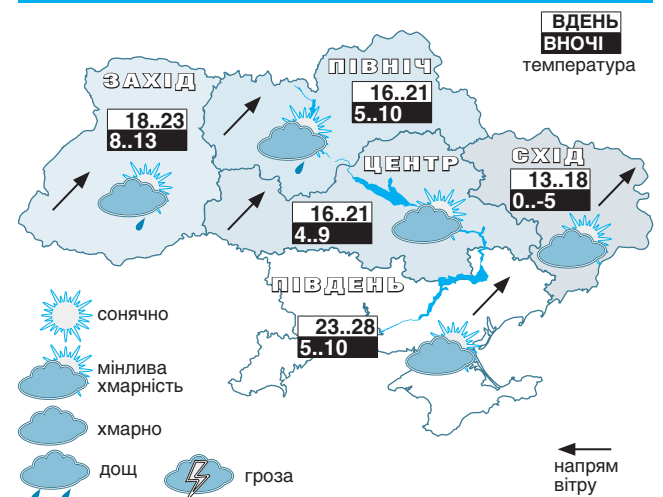 ВДЕНЬ
ВНОЧІ
температура
ПІВНІЧ
16..21
5..10
ЗАХІД
18..23
8..13
ЦЕНТР
16..21
4..9
СХІД
13..18
0..-5
ПІВДЕНЬ
23..28
5..10
сонячно
мінлива
хмарність
хмарно
дощ
гроза
напрям
вітру